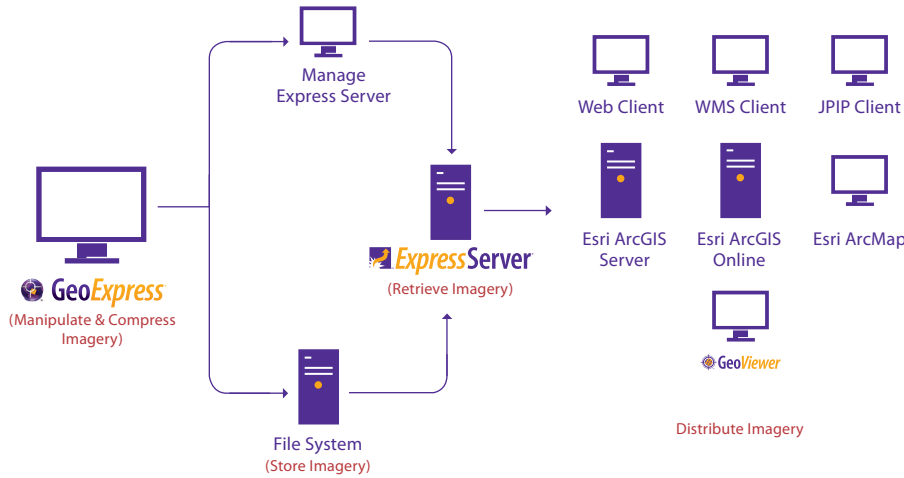 Manage
Express Server
Web Client
WMS Client
JPIP Client
GeoExpress
(Manipulate & Compress
Imagery)
ExpressServer
(Retrieve Imagery)
Esri ArcGIS
Server
Esri ArcGIS
Online
Esri ArcMap
GeoViewer
File System
(Store Imagery)
Distribute Imagery